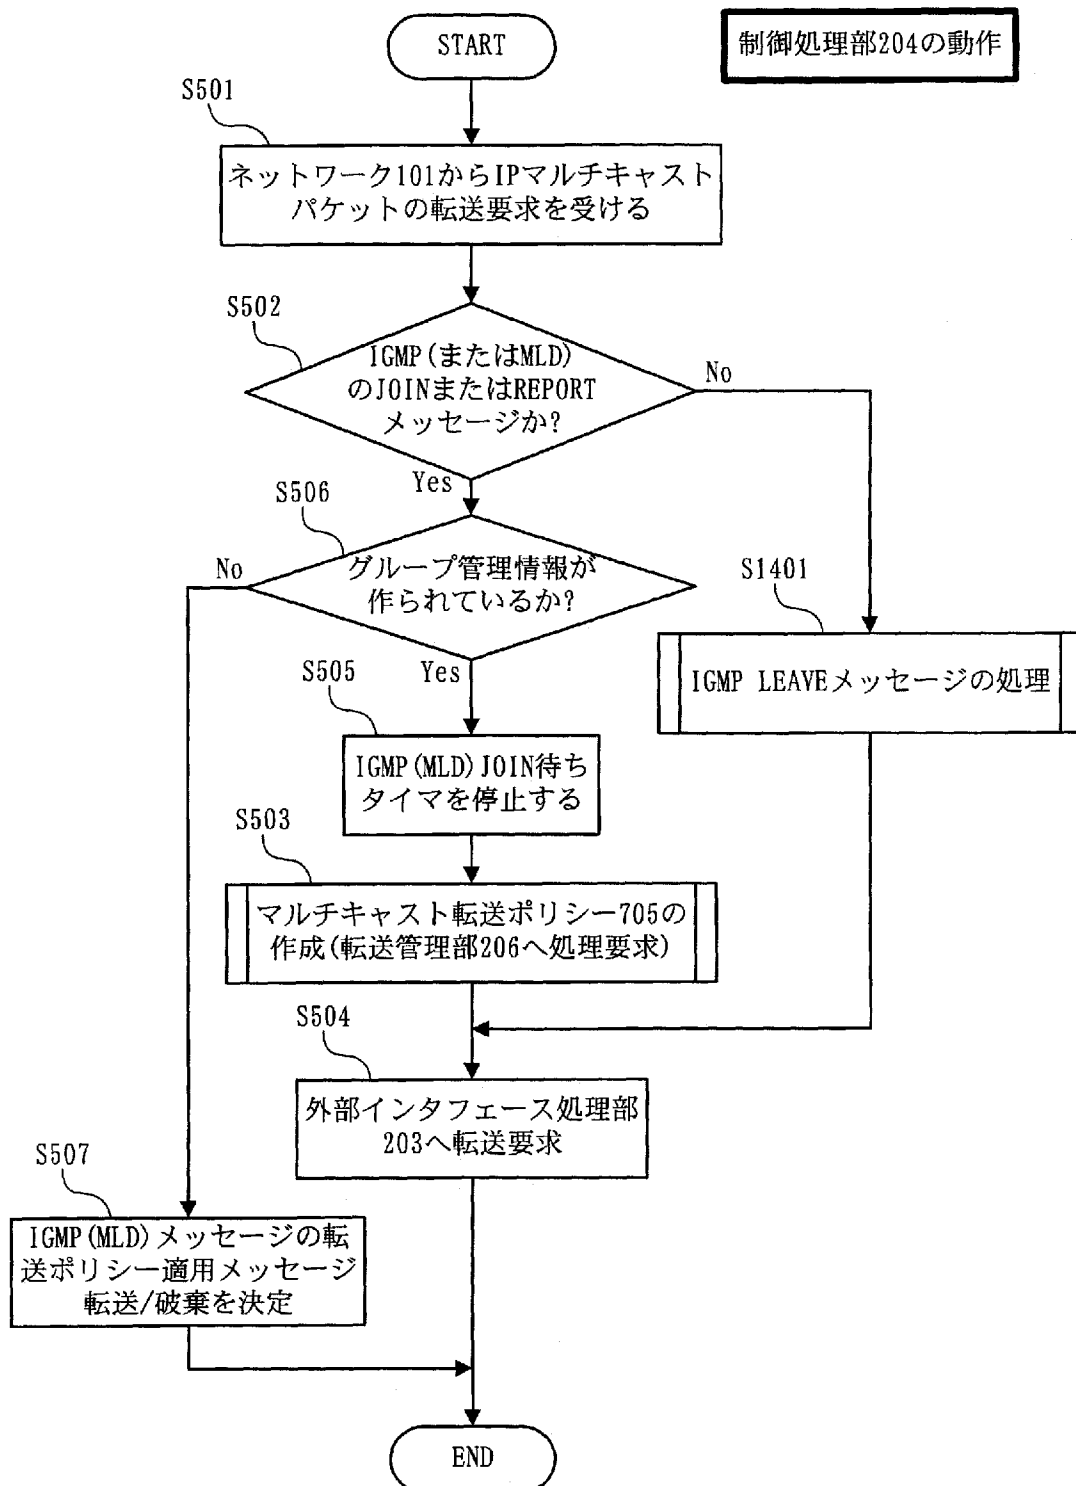 START
制御処理部204の動作
S501
ネットワーク101からIPマルチキャスト
パケットの転送要求を受ける
S502
IGMP(またはMLD)
のJOINまたはREPORT
メッセージか?
No
Yes
S506
グループ管理情報が
作られているか?
No
S1401
IGMP LEAVEメッセージの処理
Yes
S505
IGMP(MLD)JOIN待ち
タイマを停止する
S503
マルチキャスト転送ポリシー705の
作成(転送管理部206へ処理要求)
S504
外部インタフェース処理部
203へ転送要求
S507
IGMP(MLD)メッセージの転
送ポリシー適用メッセージ
転送/破棄を決定
END